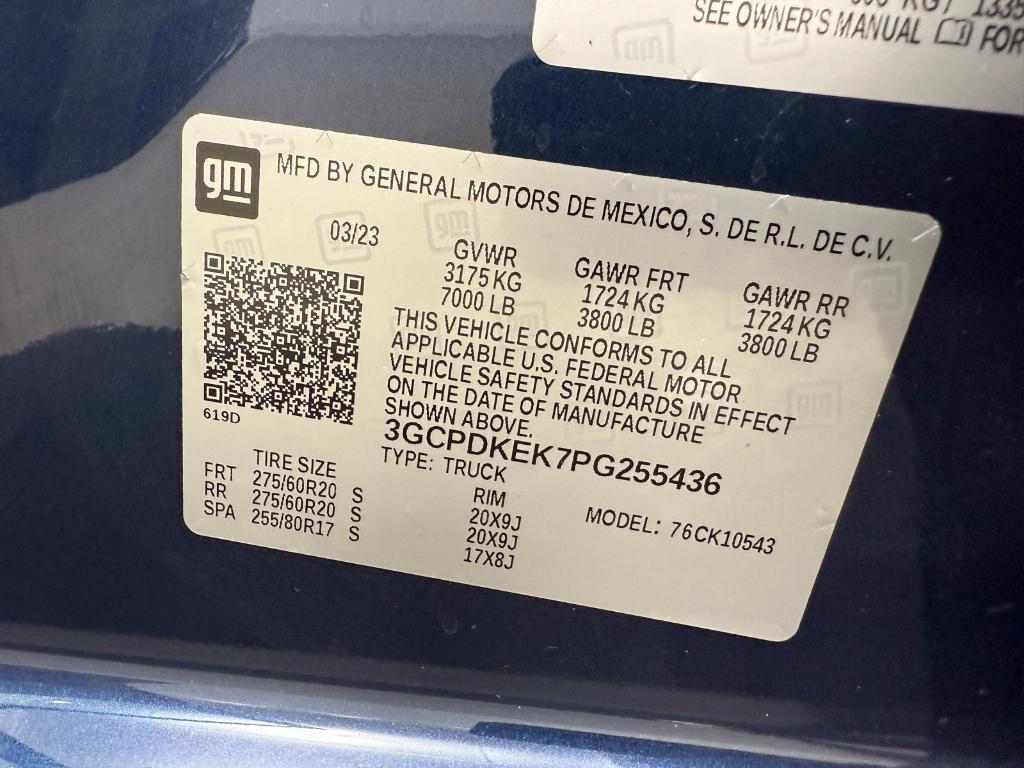 KG / 1335
SEE OWNER'S MANUAL FOR
gm MFD BY GENERAL MOTORS DE MEXICO, S. DE R.L. DE C.V.
03/23
GVWR GAWR FRT GAWR RR
3175 KG 1724 KG 1724 KG
7000 LB 3800 LB 3800 LB
THIS VEHICLE CONFORMS TO ALL
APPLICABLE U.S. FEDERAL MOTOR
VEHICLE SAFETY STANDARDS IN EFFECT
ON THE DATE OF MANUFACTURE
SHOWN ABOVE.
619D
3GCPDKEK7PG255436
TYPE: TRUCK
TIRE SIZE RIM MODEL: 76CK10543
FRT 275/60R20 S 20X9J
RR 275/60R20 S 20X9J
SPA 255/80R17 S 17X8J